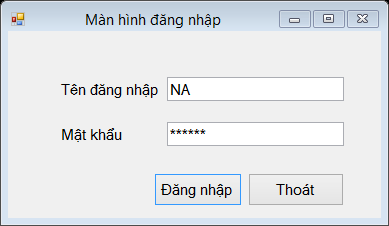 Màn hình đăng nhập
Tên đăng nhập NA
Mật khẩu ******
Đăng nhập Thoát